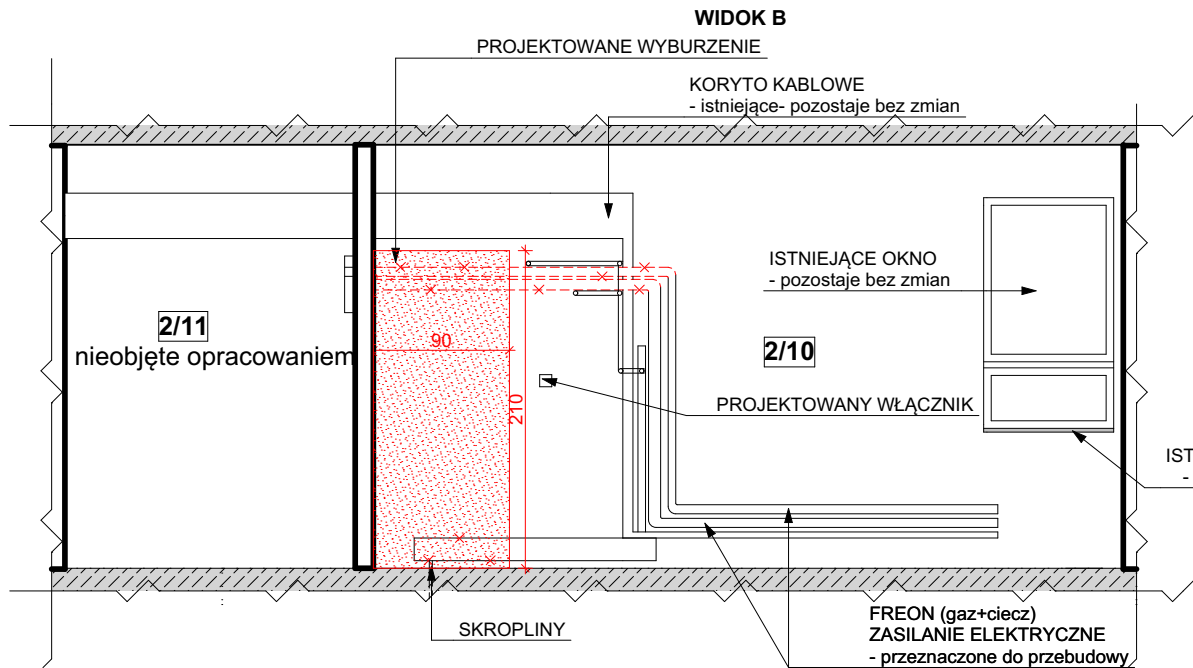 WIDOK B
PROJEKTOWANE WYBURZENIE
KORYTO KABLOWE
- istniejące- pozostaje bez zmian
ISTNIEJĄCE OKNO
- pozostaje bez zmian
2/11
nieobjęte opracowaniem
90
210
2/10
PROJEKTOWANY WŁĄCZNIK
IST
-
SKROPLINY
FREON (gaz+ciecz)
ZASILANIE ELEKTRYCZNE
- przeznaczone do przebudowy